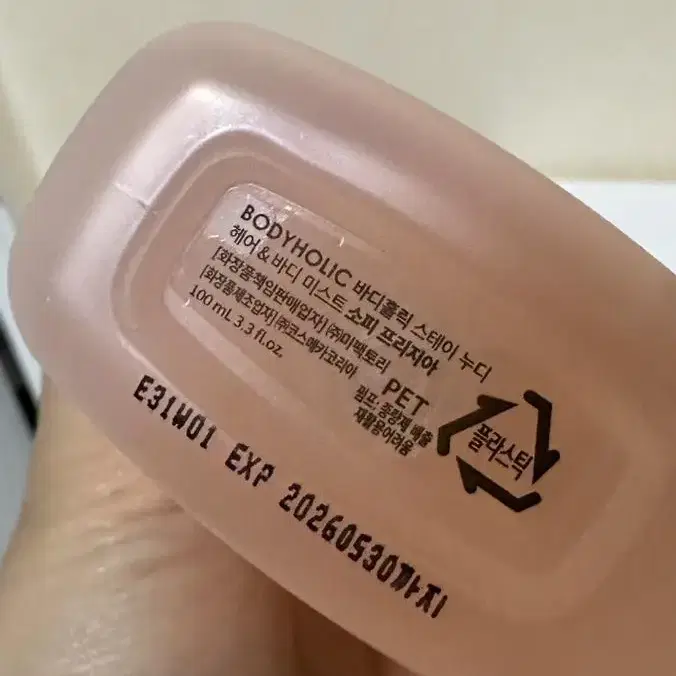 BODYHOLIC 바디홀릭 스테이 누디
헤어 & 바디 미스트 소피 프리지아
[화장품책임판매업자] ㈜미팩토리
[화장품제조업자] ㈜코스메카코리아
100 mL 3.3 fl.oz.
PET
펌프: 종량제 배출
재활용어려움
플라스틱
E31W01 EXP 20260530까지